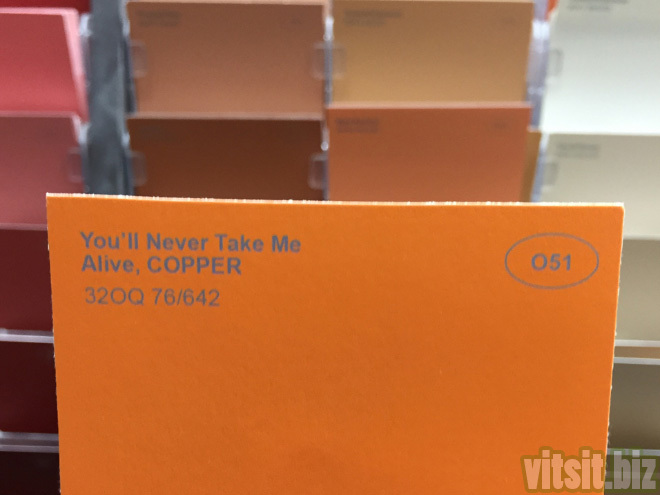 You'll Never Take Me
Alive, COPPER
32OQ 76/642
O51
vitsit.biz